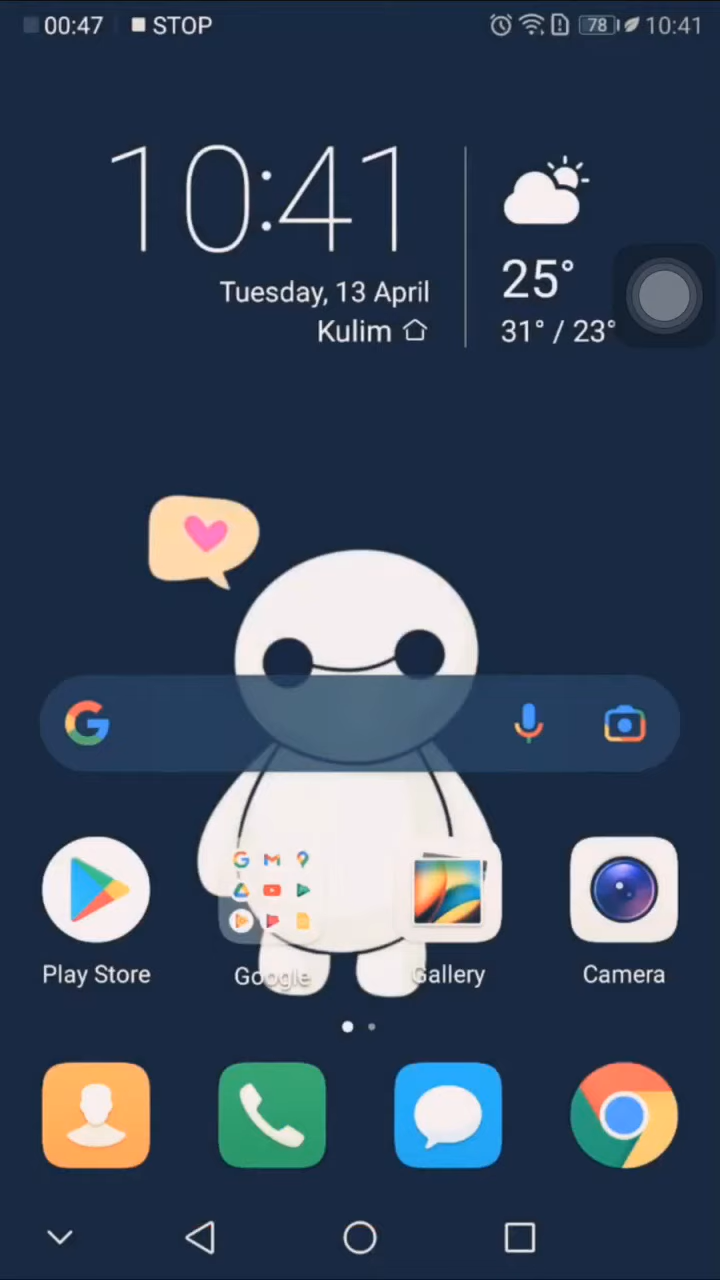 00:47 STOP 78 10:41
10:41
Tuesday, 13 April
Kulim
25°
31° / 23°
Play Store Google Gallery Camera